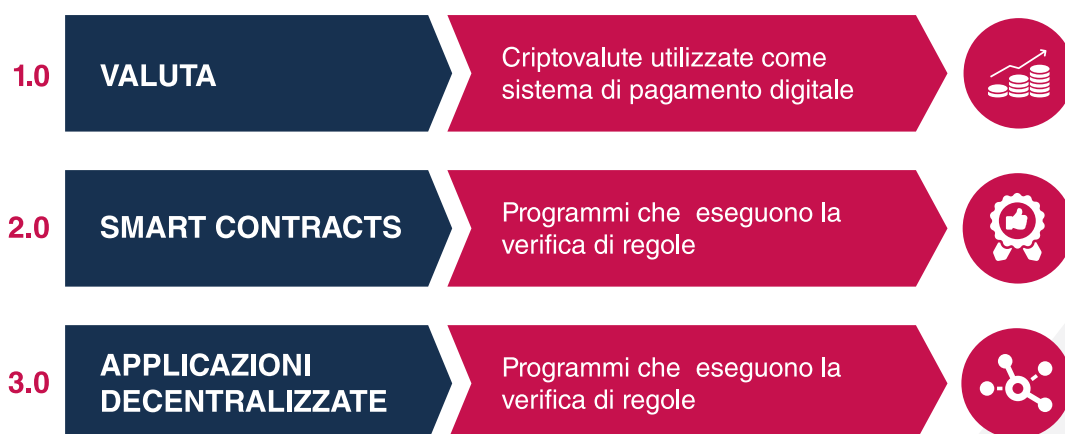 1.0
VALUTA
Criptovalute utilizzate come
sistema di pagamento digitale
2.0
SMART CONTRACTS
Programmi che eseguono la
verifica di regole
3.0
APPLICAZIONI
DECENTRALIZZATE
Programmi che eseguono la
verifica di regole